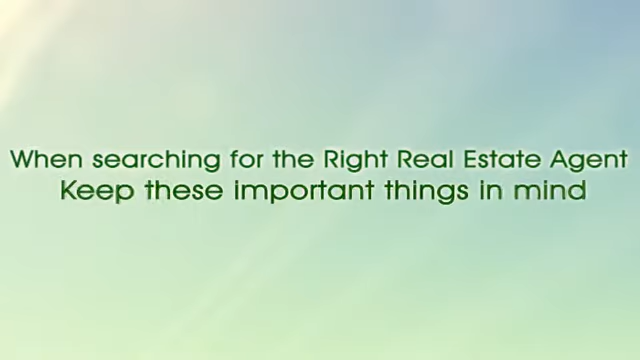 When searching for the Right Real Estate Agent
Keep these important things in mind